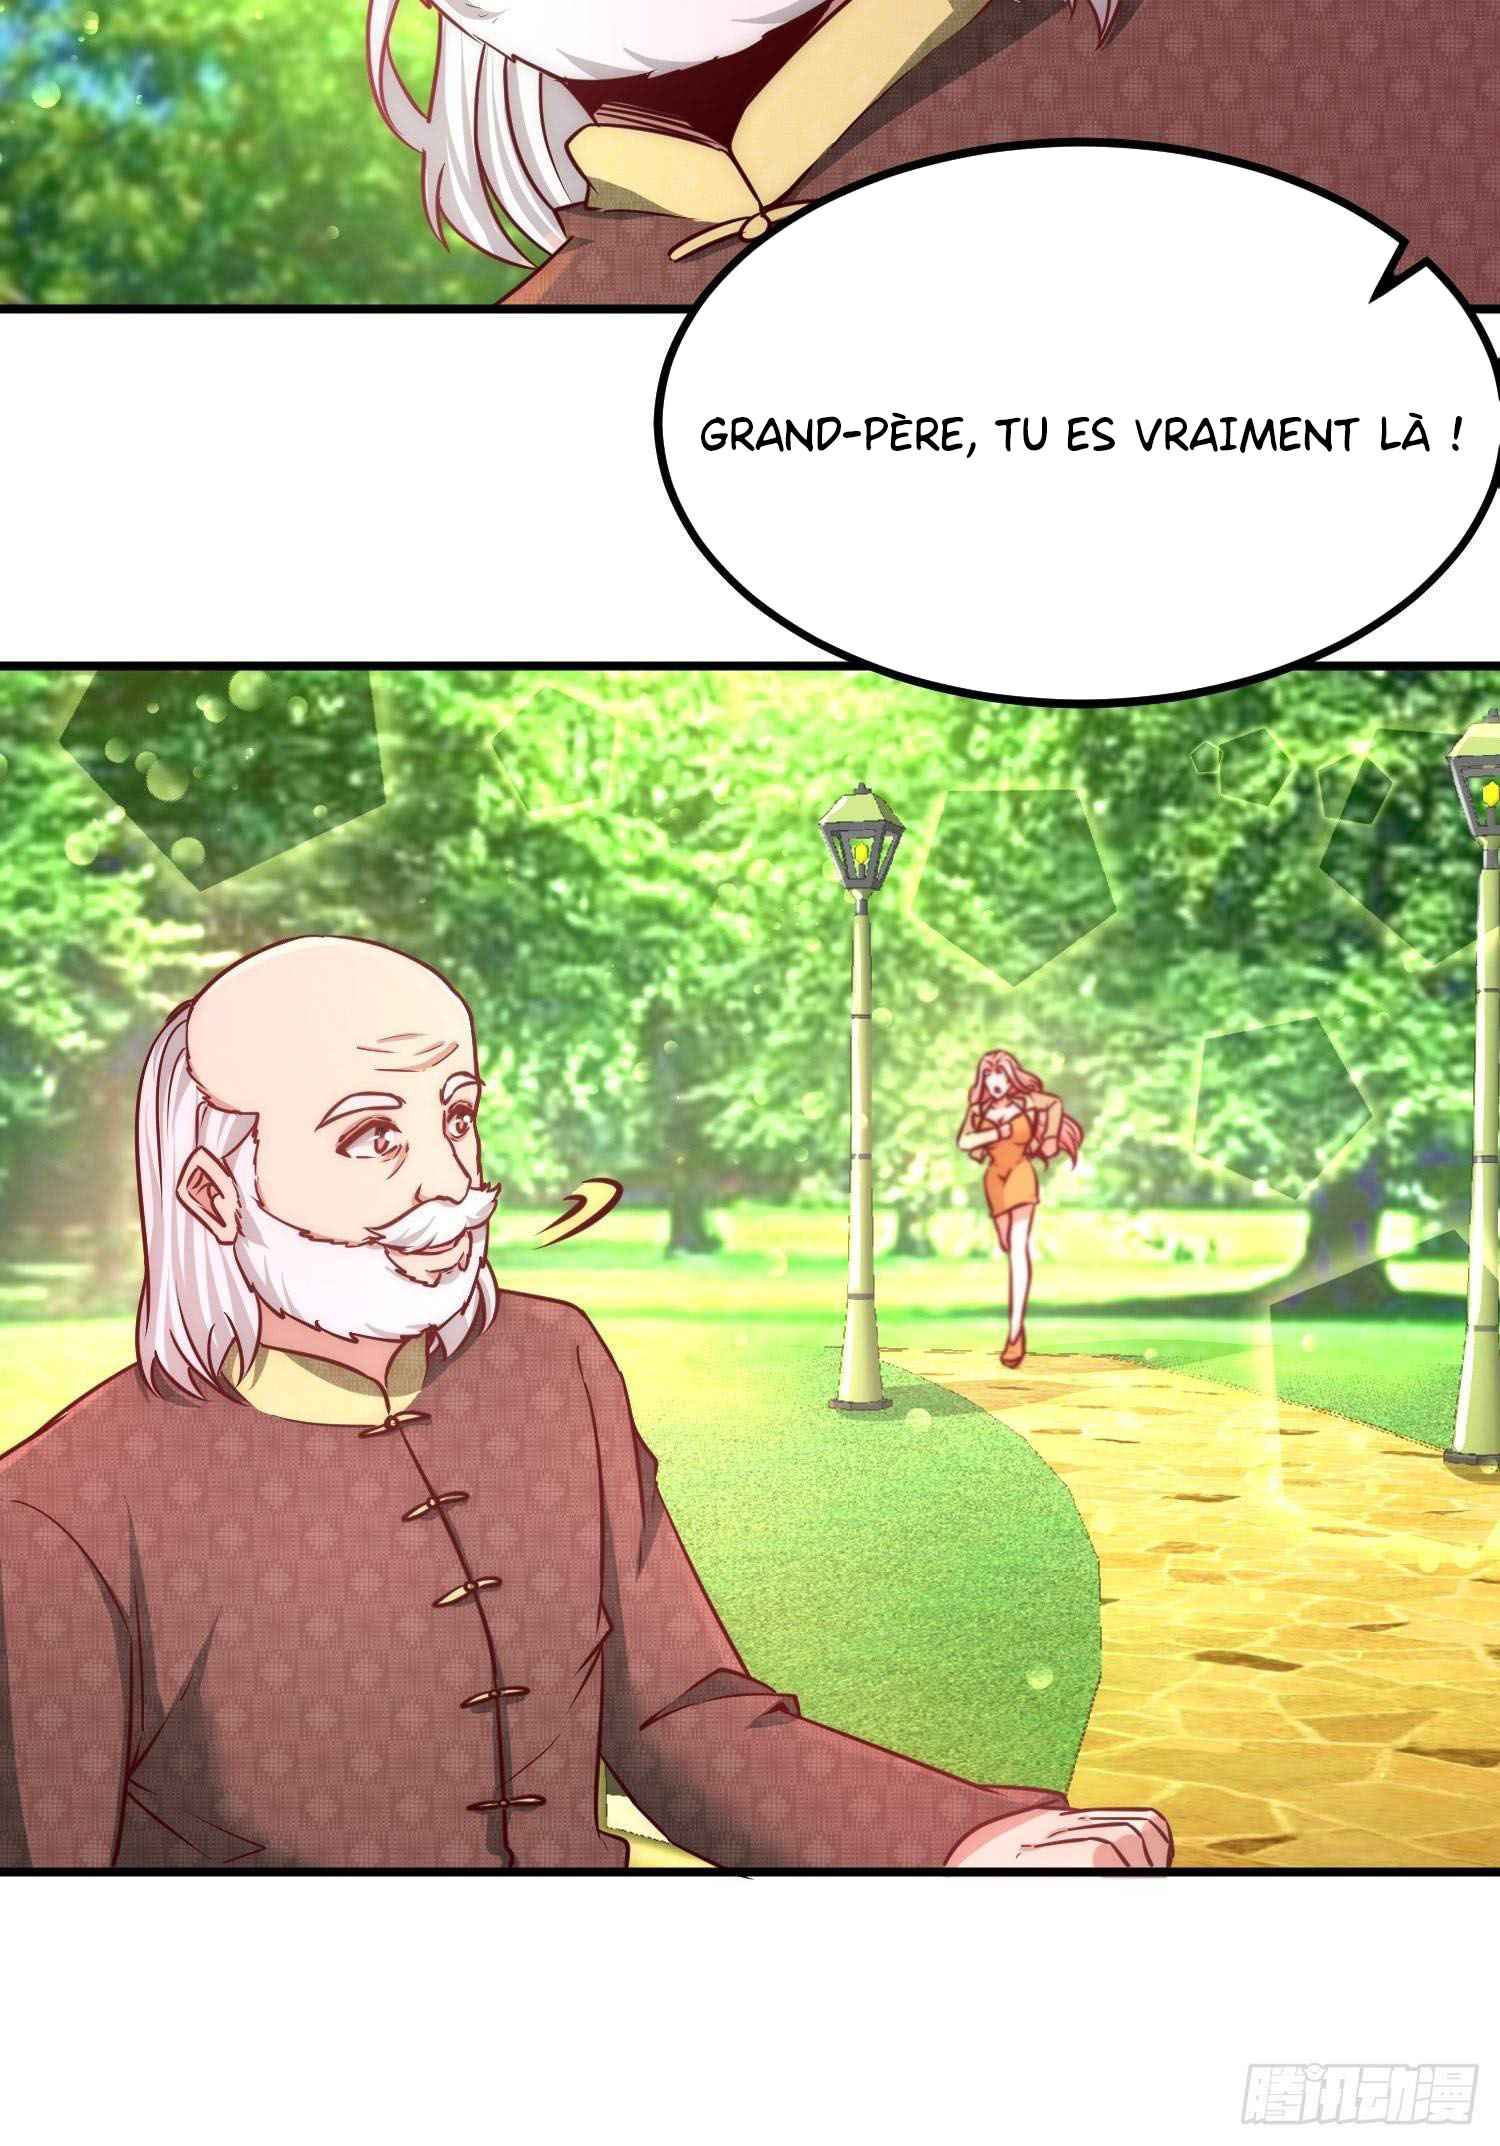 GRAND-PÈRE, TU ES VRAIMENT LÀ !
腾讯动漫